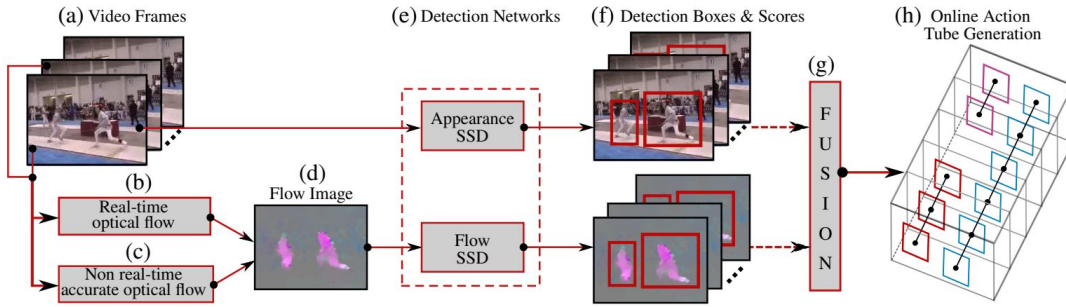 (a) Video Frames
(e) Detection Networks
(f) Detection Boxes & Scores
(h) Online Action
Tube Generation
(g)
Appearance
SSD
(b)
Real-time
optical flow
(c)
Non real-time
accurate optical flow
(d)
Flow Image
Flow
SSD
F
U
S
I
O
N